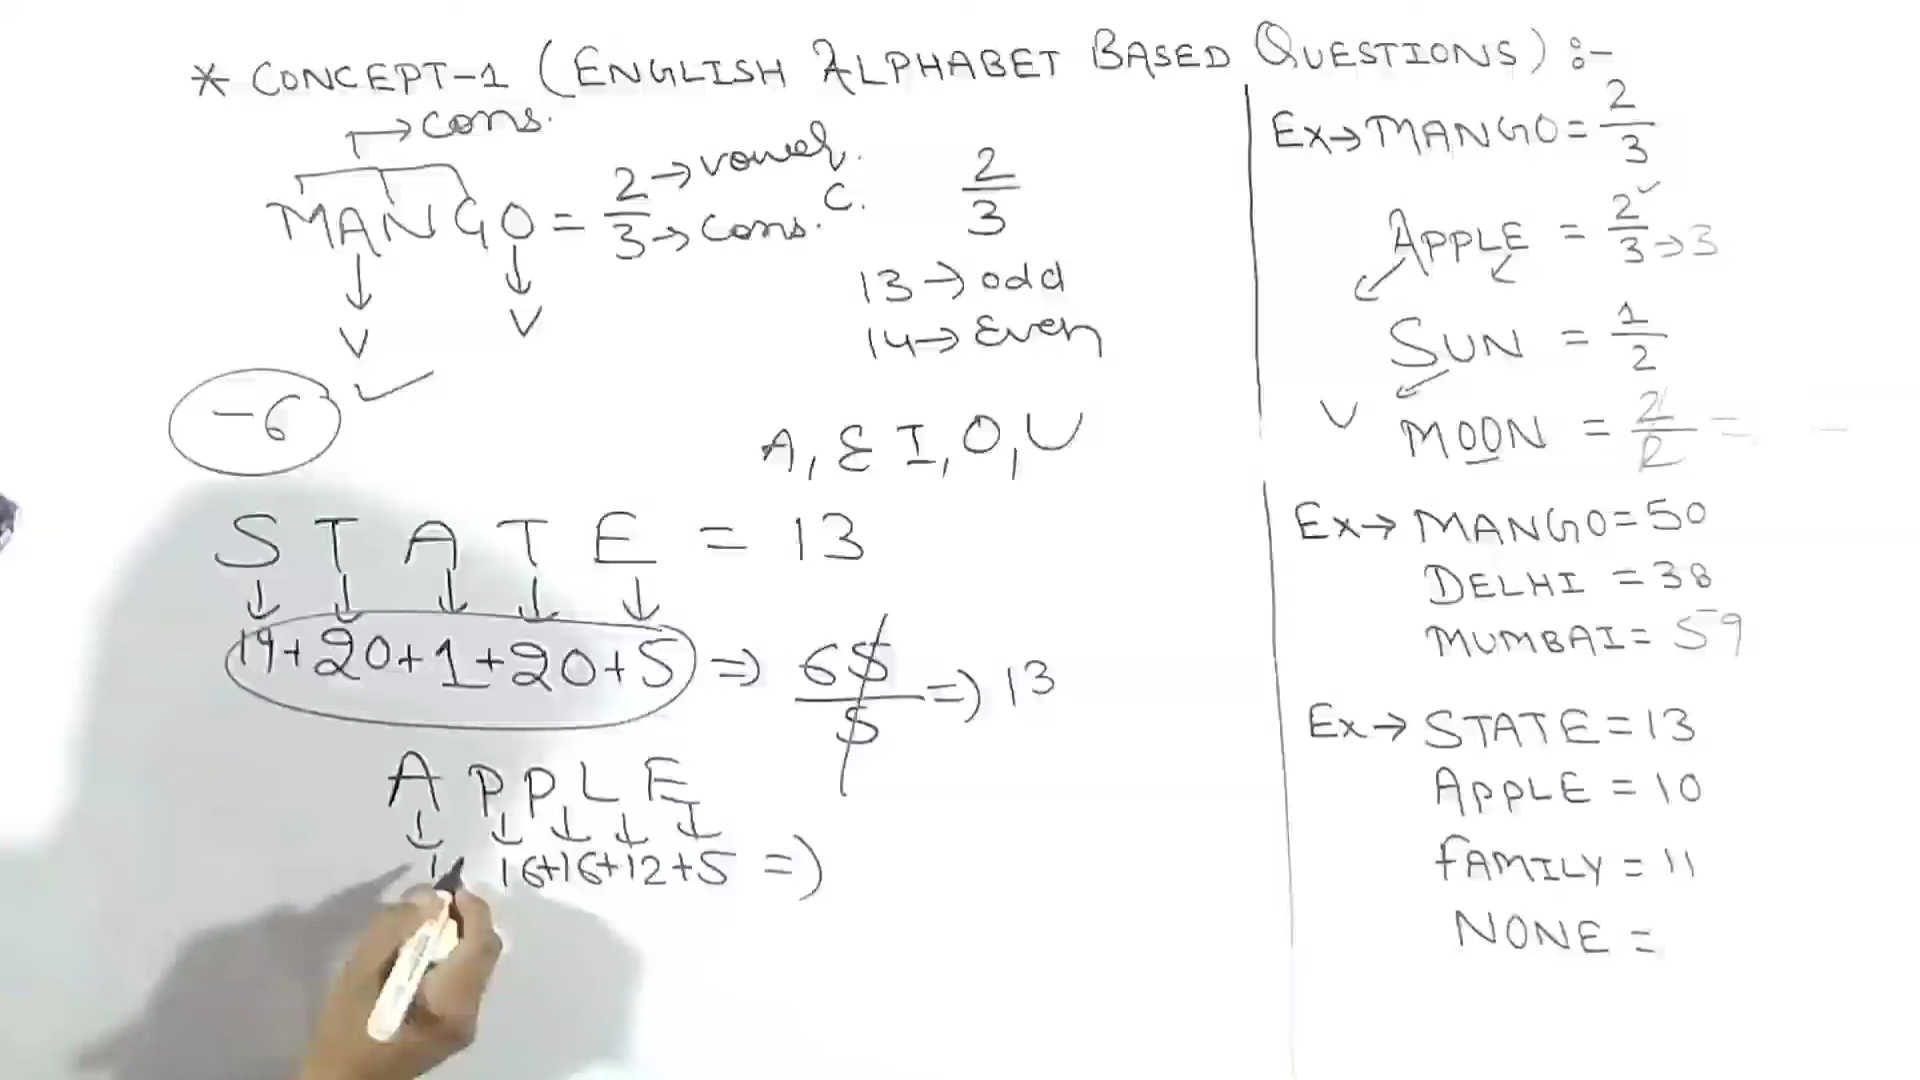 * CONCEPT-1 (ENGLISH ALPHABET BASED QUESTIONS) :-
→ cons.
MANGO = 2/3 → vowel. → cons. C.
2/3
V V
13 → odd
14 → Even
-6 ✓
A, E I, O, U
STATE = 13
19+20+1+20+5 => 65/5 => 13
APPLE
1 16+16+12+5 =>
Ex→ MANGO = 2/3
APPLE = 2/3 → 3
SUN = 1/2
V MOON = 2/2 =
Ex→ MANGO = 50
DELHI = 38
MUMBAI = 59
Ex→ STATE = 13
APPLE = 10
FAMILY = 11
NONE =